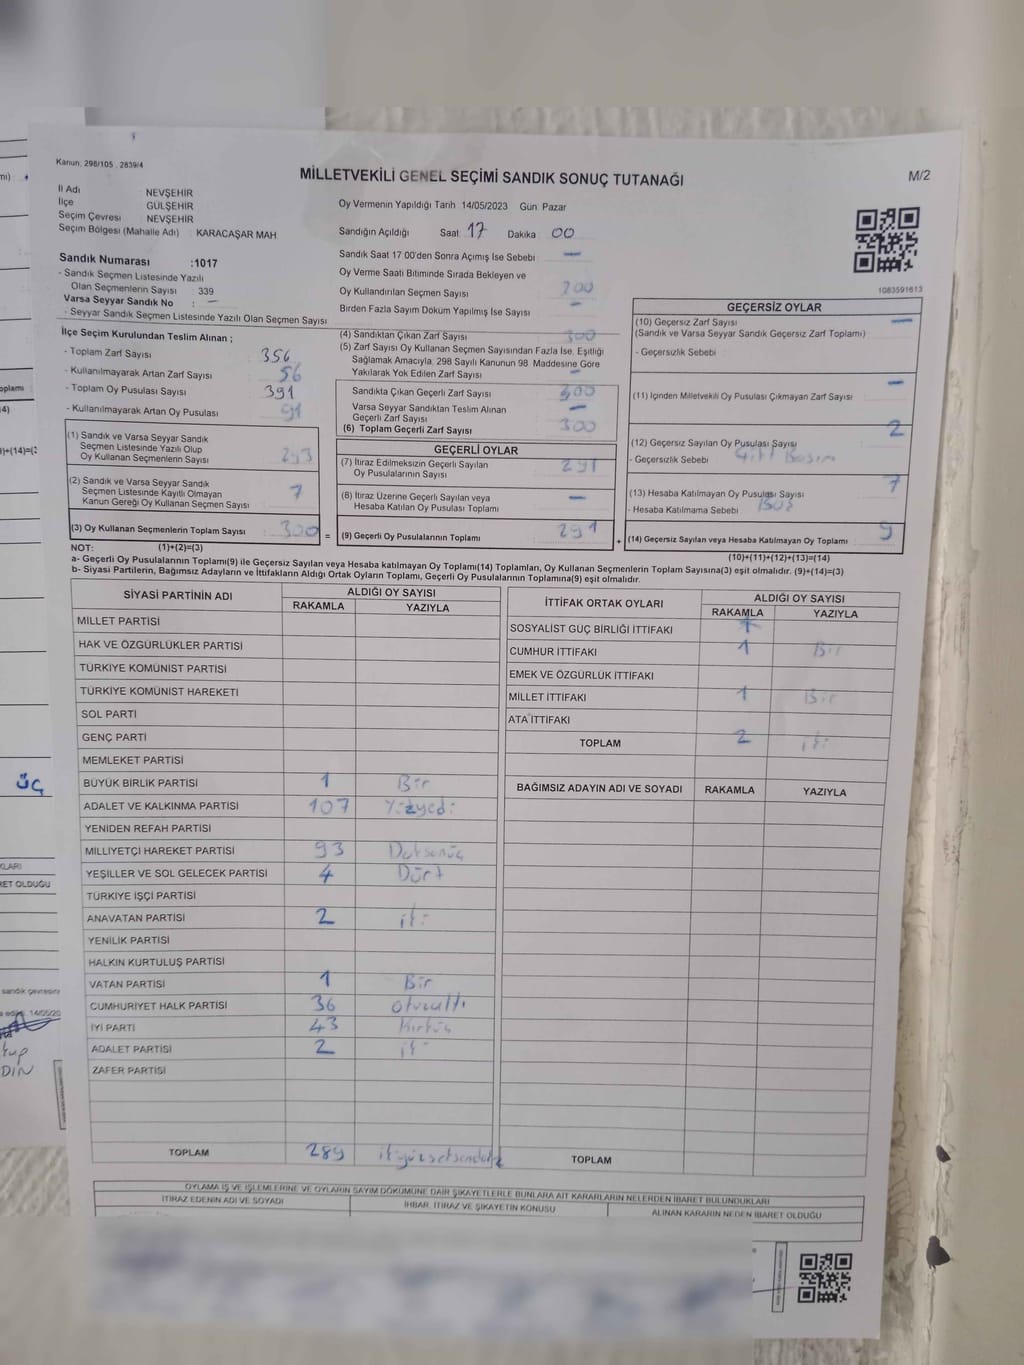 Kanun: 298/105 , 2839/4
MİLLETVEKİLİ GENEL SEÇİMİ SANDIK SONUÇ TUTANAĞI
M/2
İl Adı : NEVŞEHİR
İlçe : GÜLŞEHİR
Seçim Çevresi : NEVŞEHİR
Seçim Bölgesi (Mahalle Adı) : KARACAŞAR MAH.
Oy Vermenin Yapıldığı Tarih 14/05/2023 Gün Pazar
Sandığın Açıldığı Saat 17 Dakika 00
Sandık Saat 17:00'den Sonra Açımış İse Sebebi —
Oy Verme Saati Bitiminde Sırada Bekleyen ve
Oy Kullandırılan Seçmen Sayısı
Birden Fazla Sayım Döküm Yapılmış İse Sayısı —
Sandık Numarası :1017
- Sandık Seçmen Listesinde Yazılı
Olan Seçmenlerin Sayısı : 339
Varsa Seyyar Sandık No : —
- Seyyar Sandık Seçmen Listesinde Yazılı Olan Seçmen Sayısı
İlçe Seçim Kurulundan Teslim Alınan ;
- Toplam Zarf Sayısı 356
- Kullanılmayarak Artan Zarf Sayısı 56
- Toplam Oy Pusulası Sayısı 391
- Kullanılmayarak Artan Oy Pusulası 91
(1) Sandık ve Varsa Seyyar Sandık
Seçmen Listesinde Yazılı Olup
Oy Kullanan Seçmenlerin Sayısı 293
(2) Sandık ve Varsa Seyyar Sandık
Seçmen Listesinde Kayıtlı Olmayan
Kanun Gereği Oy Kullanan Seçmen Sayısı 7
(3) Oy Kullanan Seçmenlerin Toplam Sayısı 300 =
(4) Sandıktan Çıkan Zarf Sayısı 300
(5) Zarf Sayısı Oy Kullanan Seçmen Sayısından Fazla İse, Eşitliği
Sağlamak Amacıyla, 298 Sayılı Kanunun 98. Maddesine Göre
Yakılarak Yok Edilen Zarf Sayısı —
Sandıkta Çıkan Geçerli Zarf Sayısı 300
Varsa Seyyar Sandıktan Teslim Alınan
Geçerli Zarf Sayısı —
(6) Toplam Geçerli Zarf Sayısı 300
GEÇERLİ OYLAR
(7) İtiraz Edilmeksizin Geçerli Sayılan
Oy Pusulalarının Sayısı 291
(8) İtiraz Üzerine Geçerli Sayılan veya
Hesaba Katılan Oy Pusulası Toplamı —
(9) Geçerli Oy Pusulalarının Toplamı 291 +
1083591613
GEÇERSİZ OYLAR
(10) Geçersiz Zarf Sayısı —
(Sandık ve Varsa Seyyar Sandık Geçersiz Zarf Toplamı)
- Geçersizlik Sebebi :
(11) İçinden Milletvekili Oy Pusulası Çıkmayan Zarf Sayısı —
(12) Geçersiz Sayılan Oy Pusulası Sayısı 2
- Geçersizlik Sebebi
(13) Hesaba Katılmayan Oy Pusulası Sayısı 7
- Hesaba Katılmama Sebebi
(14) Geçersiz Sayılan veya Hesaba Katılmayan Oy Toplamı 9
NOT: (1)+(2)=(3)
(10)+(11)+(12)+(13)=(14)
a- Geçerli Oy Pusulalarının Toplamı(9) ile Geçersiz Sayılan veya Hesaba Katılmayan Oy Toplamı(14) Toplamları, Oy Kullanan Seçmenlerin Toplam Sayısına(3) eşit olmalıdır. (9)+(14)=(3)
b- Siyasi Partilerin, Bağımsız Adayların ve İttifakların Aldığı Ortak Oyların Toplamı, Geçerli Oy Pusulalarının Toplamına(9) eşit olmalıdır.
SİYASİ PARTİNİN ADI
ALDIĞI OY SAYISI
RAKAMLA YAZIYLA
MİLLET PARTİSİ
HAK VE ÖZGÜRLÜKLER PARTİSİ
TÜRKİYE KOMÜNİST PARTİSİ
TÜRKİYE KOMÜNİST HAREKETİ
SOL PARTİ
GENÇ PARTİ
MEMLEKET PARTİSİ
BÜYÜK BİRLİK PARTİSİ 1 Bir
ADALET VE KALKINMA PARTİSİ 107 Yüzyedi
YENİDEN REFAH PARTİSİ
MİLLİYETÇİ HAREKET PARTİSİ 93 Doksanüç
YEŞİLLER VE SOL GELECEK PARTİSİ 4 Dört
TÜRKİYE İŞÇİ PARTİSİ
ANAVATAN PARTİSİ 2 iki
YENİLİK PARTİSİ
HALKIN KURTULUŞ PARTİSİ
VATAN PARTİSİ 1 Bir
CUMHURİYET HALK PARTİSİ 36 otuzaltı
İYİ PARTİ 43 Kırküç
ADALET PARTİSİ 2 iki
ZAFER PARTİSİ
TOPLAM 289
İTTİFAK ORTAK OYLARI
ALDIĞI OY SAYISI
RAKAMLA YAZIYLA
SOSYALİST GÜÇ BİRLİĞİ İTTİFAKI
CUMHUR İTTİFAKI 1 Bir
EMEK VE ÖZGÜRLÜK İTTİFAKI
MİLLET İTTİFAKI 1 Bir
ATA İTTİFAKI
TOPLAM 2 iki
BAĞIMSIZ ADAYIN ADI VE SOYADI RAKAMLA YAZIYLA
TOPLAM
OYLAMA İŞ VE İŞLEMLERİNE VE OYLARIN SAYIM DÖKÜMÜNE DAİR ŞİKAYETLERLE BUNLARA AİT KARARLARIN NELERDEN İBARET BULUNDUKLARI
İTİRAZ EDENİN ADI VE SOYADI İHBAR, İTİRAZ VE ŞİKAYETİN KONUSU ALINAN KARARIN NEDEN İBARET OLDUĞU
üç